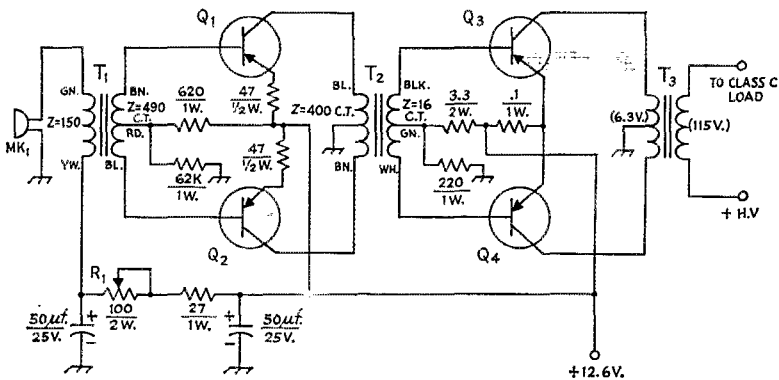 Q1
Q3
GN.
T1
BN.
Z=490
C.T.
RD.
620
1W.
47
1/2W.
BL.
T2
BLK.
Z=16
C.T.
GN.
3.3
2W.
.1
1W.
T3
TO CLASS C
LOAD
MK1
Z=150
Z=400 C.T.
(6.3V.)
(115V.)
YW.
BL.
62K
1W.
47
1/2W.
BN.
WH.
220
1W.
+ H.V
Q2
Q4
R1
100
2W.
27
1W.
50µf.
25V.
+
-
50µf.
25V.
+
-
+12.6V.